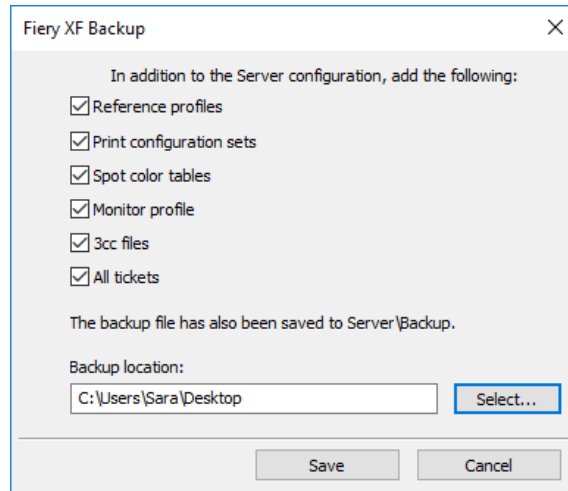 Fiery XF Backup
In addition to the Server configuration, add the following:
Reference profiles
Print configuration sets
Spot color tables
Monitor profile
3cc files
All tickets
The backup file has also been saved to Server\Backup.
Backup location:
C:\Users\Sara\Desktop
Select...
Save
Cancel